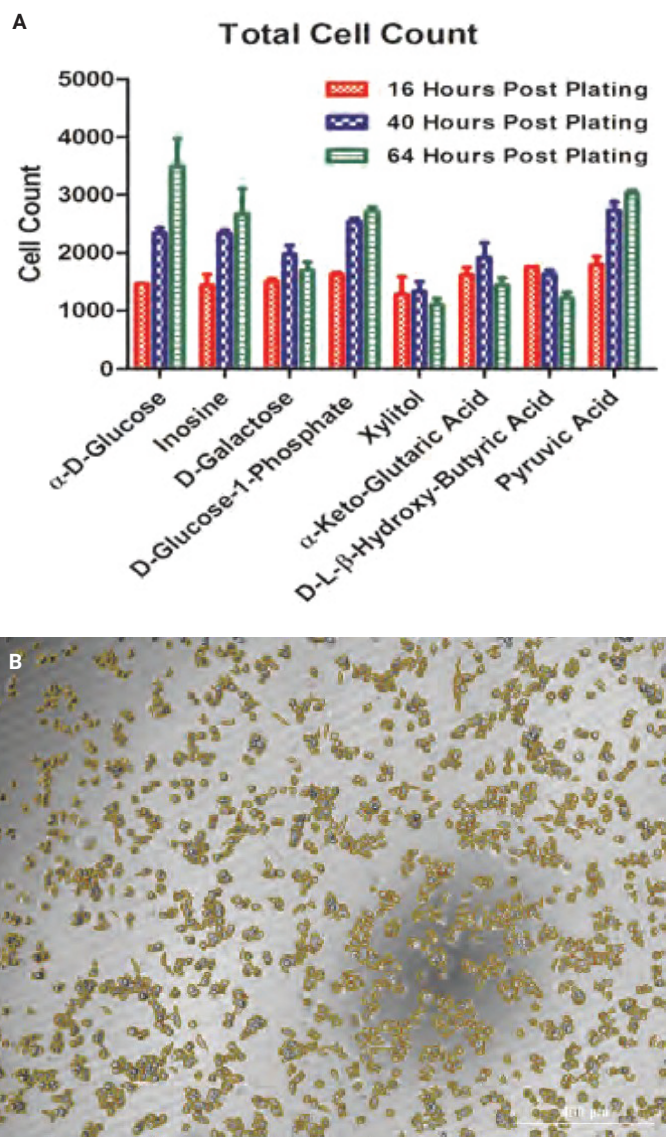 A
Total Cell Count
5000
4000
3000
2000
1000
0
Cell Count
16 Hours Post Plating
40 Hours Post Plating
64 Hours Post Plating
α-D-Glucose
Inosine
D-Galactose
D-Glucose-1-Phosphate
Xylitol
α-Keto-Glutaric Acid
D-L-β-Hydroxy-Butyric Acid
Pyruvic Acid
B